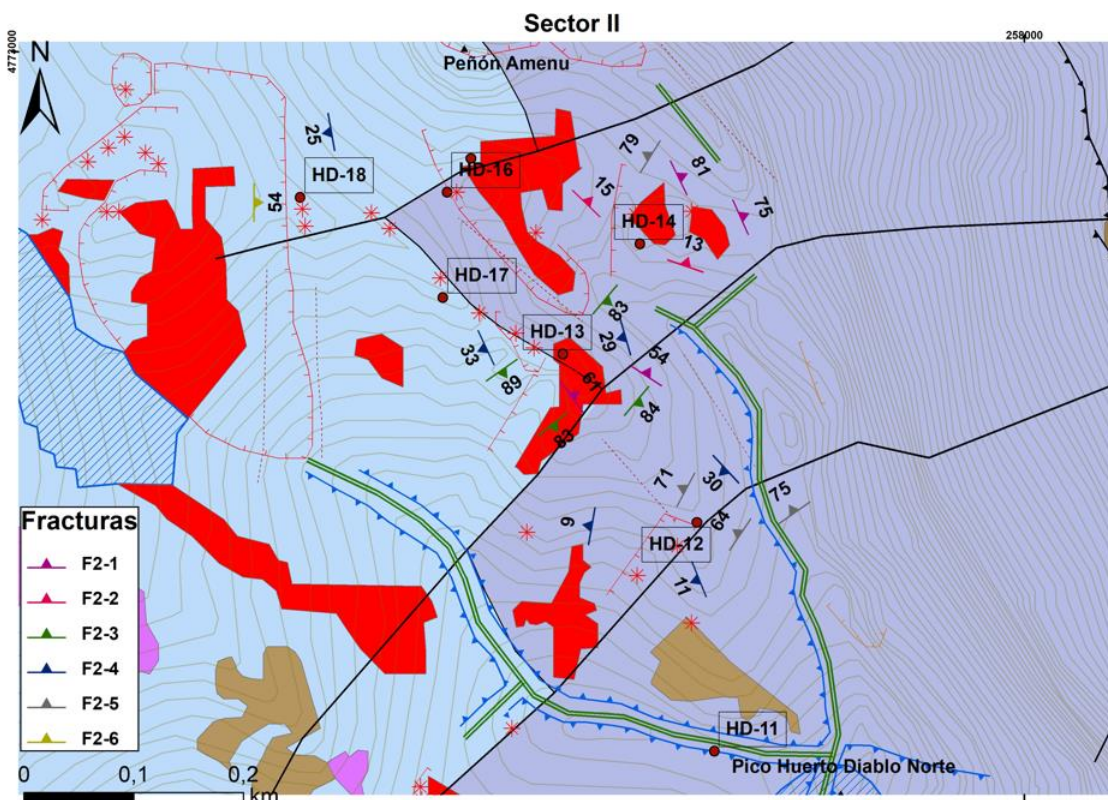 Sector II
4773000
258000
N
Peñón Amenu
25
79
HD-18
HD-16
81
54
15
75
HD-14
13
HD-17
83
HD-13
29
33
54
89
61
84
83
71
30
75
Fracturas
9
64
HD-12
F2-1
11
F2-2
F2-3
F2-4
F2-5
F2-6
HD-11
Pico Huerto Diablo Norte
0 0,1 0,2
km